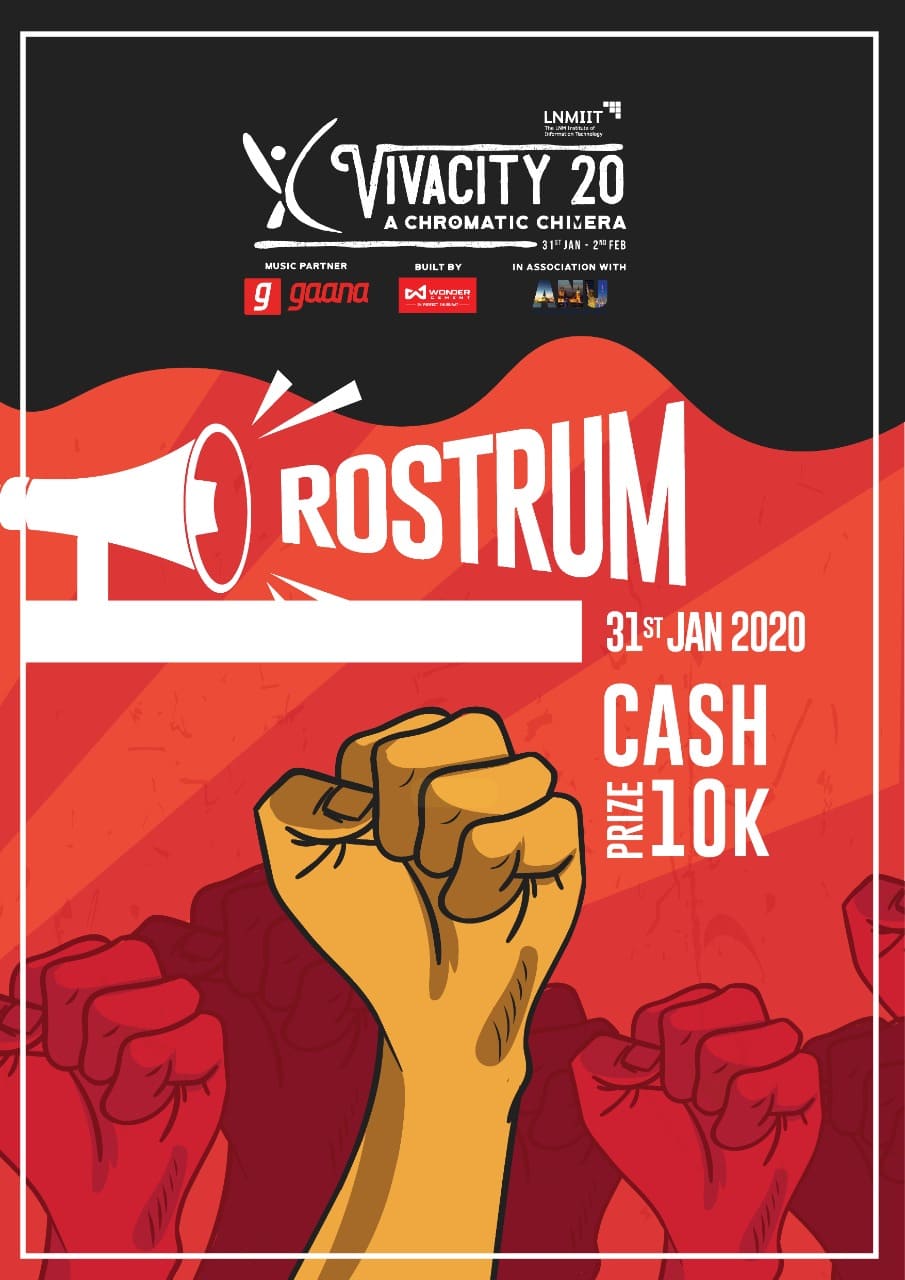 LNMIIT
The LNM Institute of
Information Technology
VIVACITY 20
A CHROMATIC CHIMERA
31ST JAN - 2ND FEB
MUSIC PARTNER
BUILT BY
IN ASSOCIATION WITH
g gaana
WONDER
CEMENT
ANJ
ROSTRUM
31ST JAN 2020
CASH
PRIZE 10K